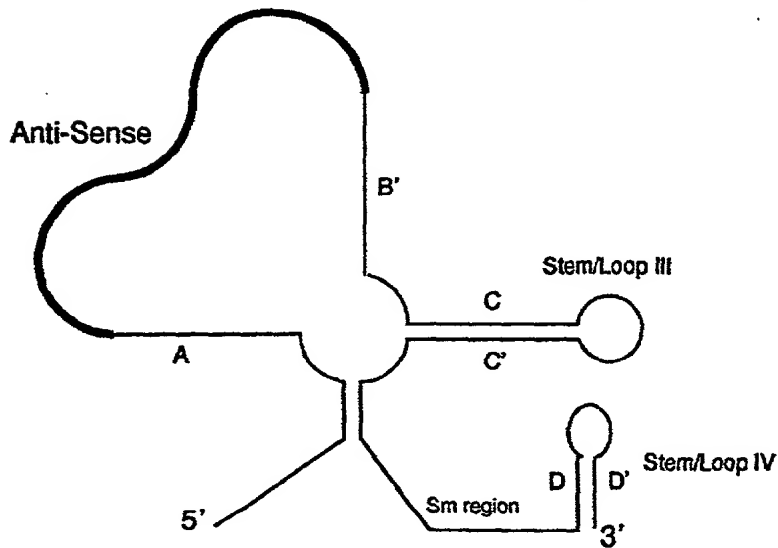 Anti-Sense
B'
Stem/Loop III
C
A
C'
Stem/Loop IV
D D'
Sm region
5'
3'